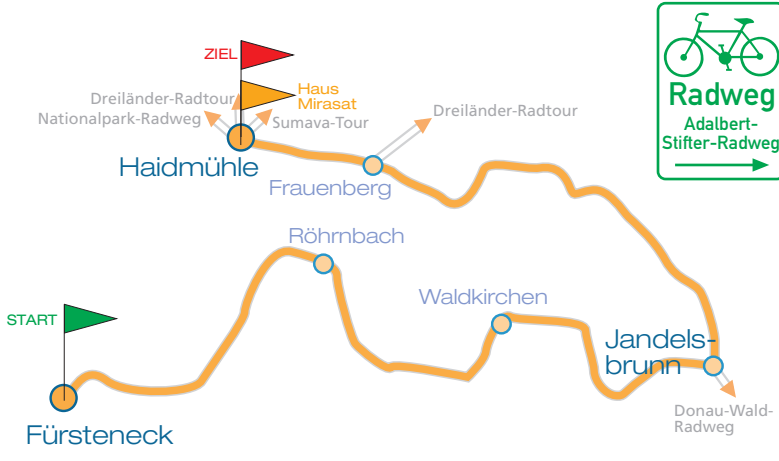 ZIEL
Haus
Mirasat
Dreiländer-Radtour
Nationalpark-Radweg
Sumava-Tour
Dreiländer-Radtour
Haidmühle
Frauenberg
Radweg
Adalbert-
Stifter-Radweg
Röhrnbach
Waldkirchen
START
Jandels-
brunn
Donau-Wald-
Radweg
Fürsteneck